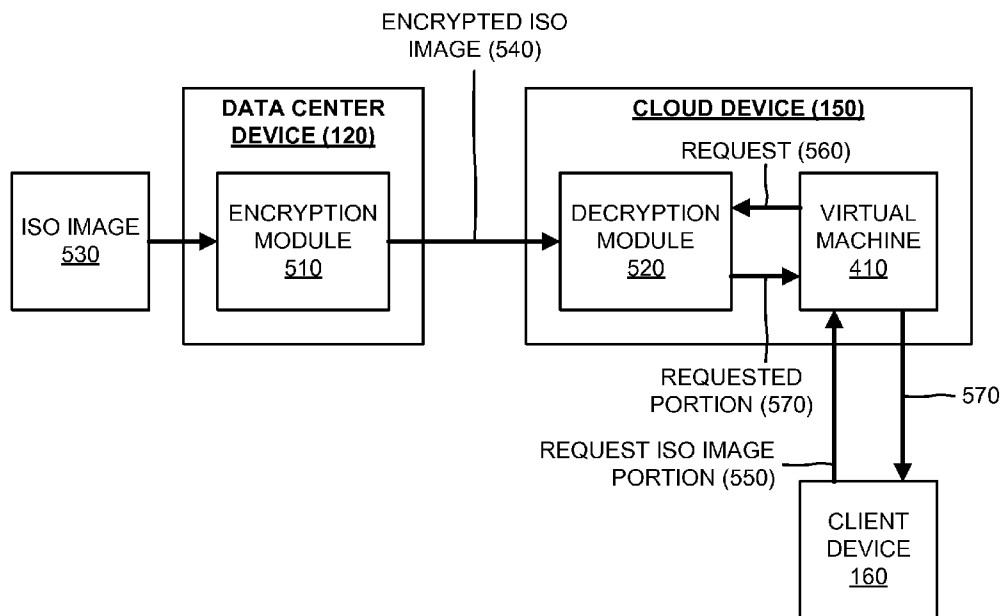 ENCRYPTED ISO
IMAGE (540)
DATA CENTER
DEVICE (120)
CLOUD DEVICE (150)
REQUEST (560)
ISO IMAGE
530
ENCRYPTION
MODULE
510
DECRYPTION
MODULE
520
VIRTUAL
MACHINE
410
REQUESTED
PORTION (570)
570
REQUEST ISO IMAGE
PORTION (550)
CLIENT
DEVICE
160